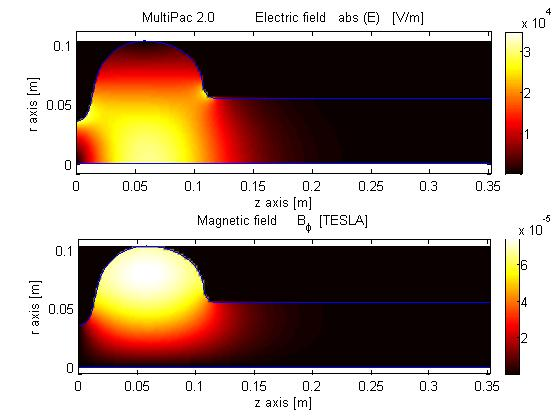 MultiPac 2.0 Electric field abs (E) [V/m]
x 10^4
0.1
0.05
0
r axis [m]
0 0.05 0.1 0.15 0.2 0.25 0.3 0.35
z axis [m]
3
2
1
Magnetic field B_ϕ [TESLA]
x 10^-5
0.1
0.05
0
r axis [m]
0 0.05 0.1 0.15 0.2 0.25 0.3 0.35
z axis [m]
6
4
2